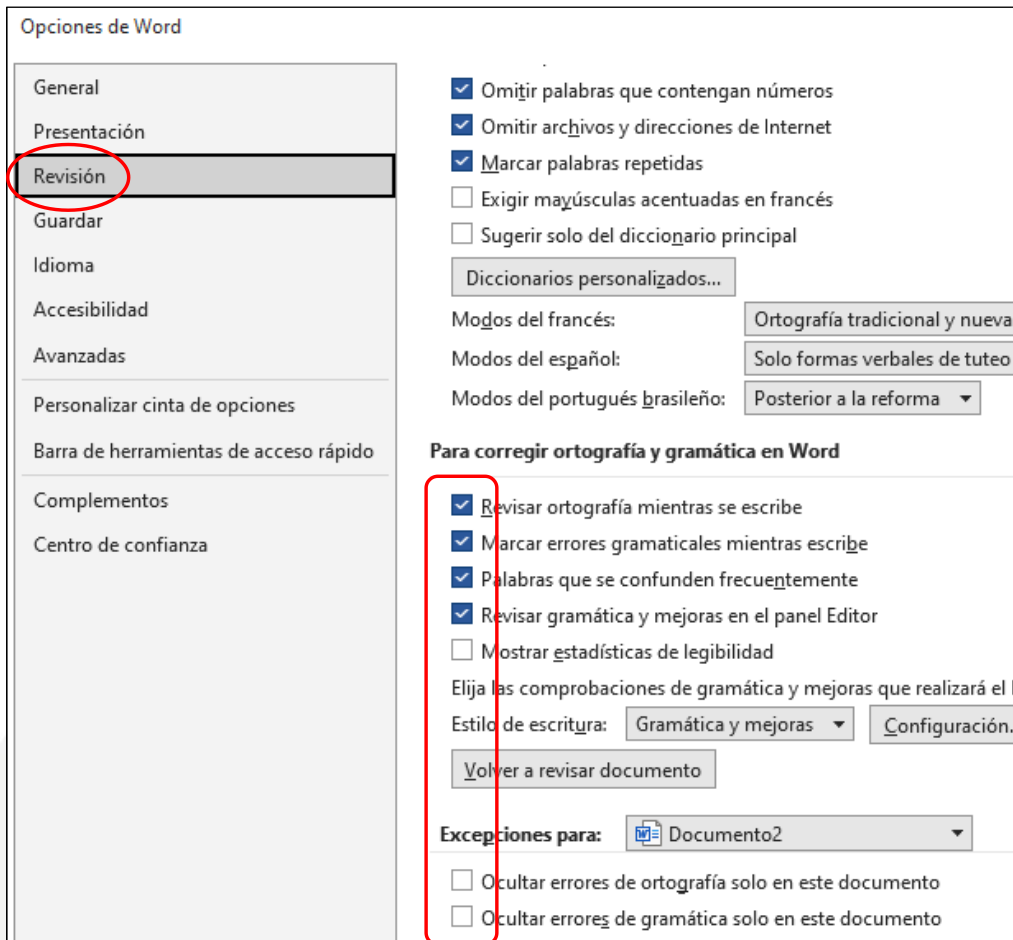 Opciones de Word
General
Presentación
Revisión
Guardar
Idioma
Accesibilidad
Avanzadas
Personalizar cinta de opciones
Barra de herramientas de acceso rápido
Complementos
Centro de confianza
Omitir palabras que contengan números
Omitir archivos y direcciones de Internet
Marcar palabras repetidas
Exigir mayúsculas acentuadas en francés
Sugerir solo del diccionario principal
Diccionarios personalizados...
Modos del francés: Ortografía tradicional y nueva
Modos del español: Solo formas verbales de tuteo
Modos del portugués brasileño: Posterior a la reforma
Para corregir ortografía y gramática en Word
Revisar ortografía mientras se escribe
Marcar errores gramaticales mientras escribe
Palabras que se confunden frecuentemente
Revisar gramática y mejoras en el panel Editor
Mostrar estadísticas de legibilidad
Elija las comprobaciones de gramática y mejoras que realizará el
Estilo de escritura: Gramática y mejoras Configuración.
Volver a revisar documento
Excepciones para: Documento2
Ocultar errores de ortografía solo en este documento
Ocultar errores de gramática solo en este documento